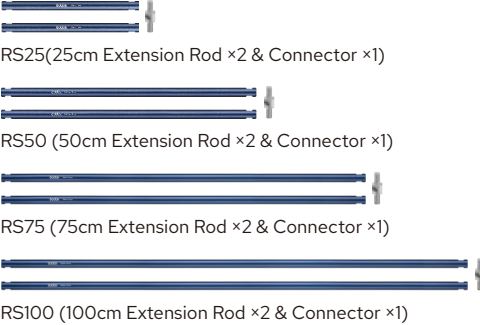 RS25(25cm Extension Rod ×2 & Connector ×1)
RS50 (50cm Extension Rod ×2 & Connector ×1)
RS75 (75cm Extension Rod ×2 & Connector ×1)
RS100 (100cm Extension Rod ×2 & Connector ×1)